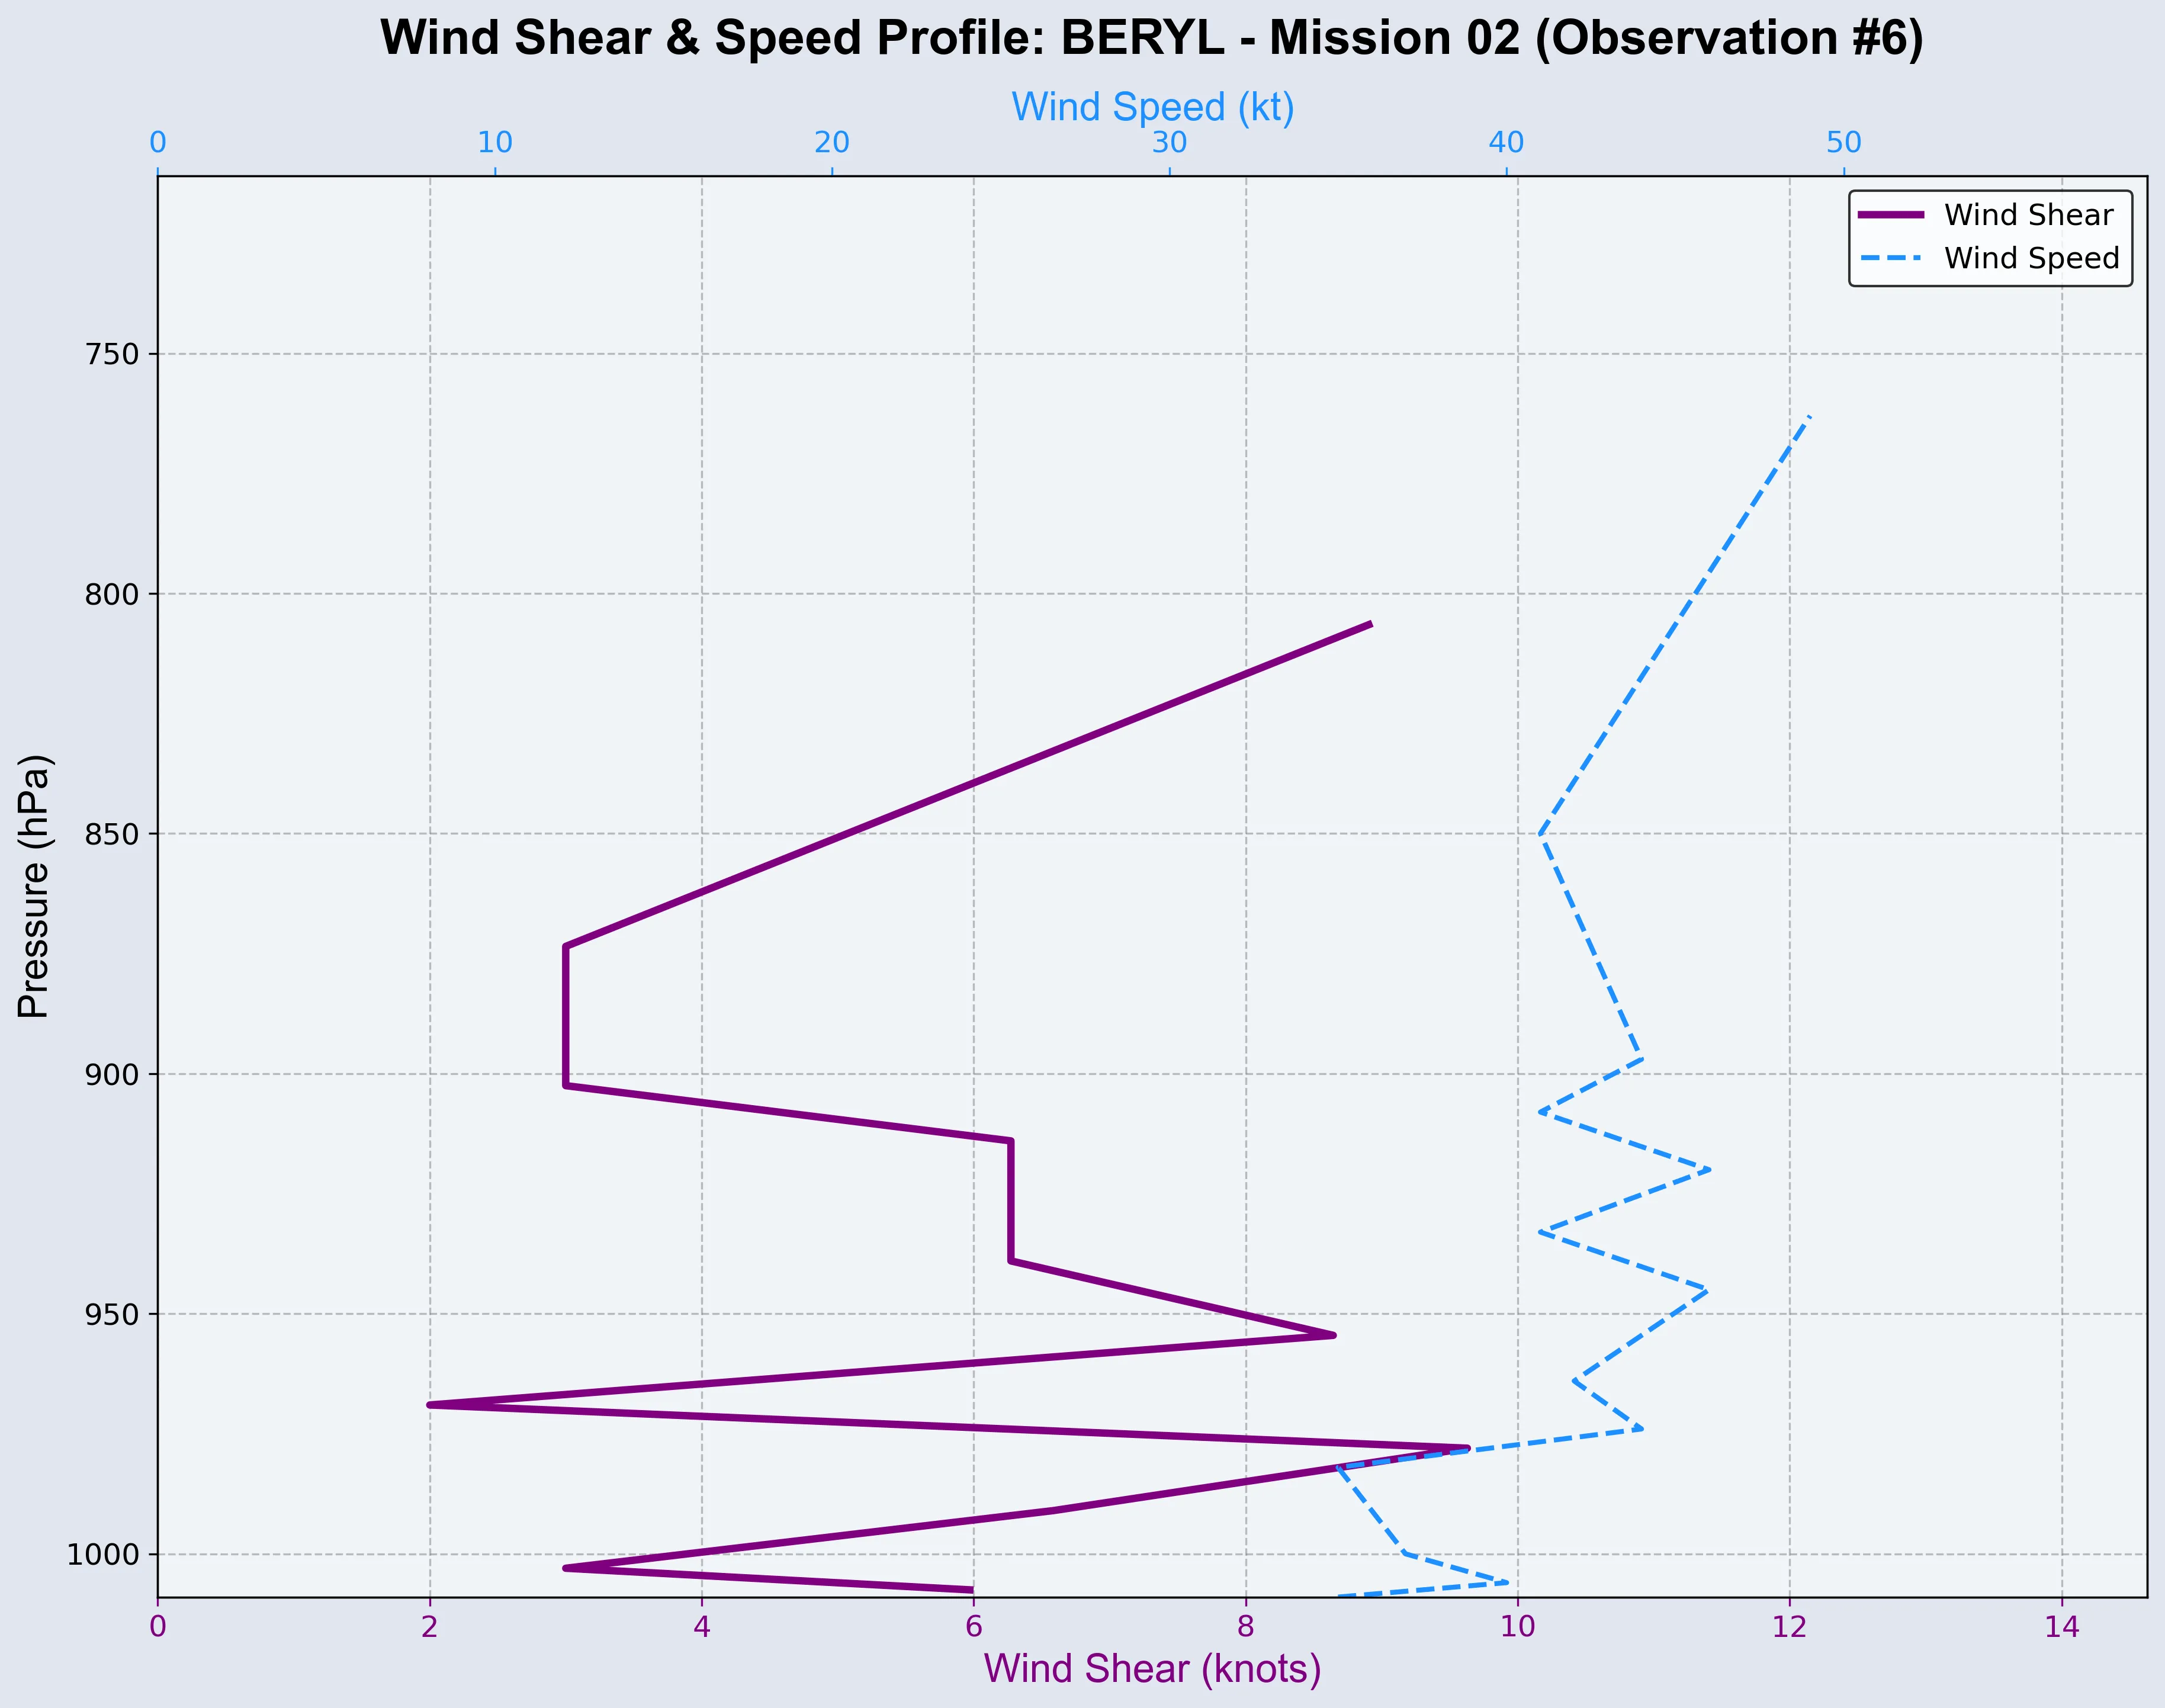 Wind Shear & Speed Profile: BERYL - Mission 02 (Observation #6)
Wind Speed (kt)
0 10 20 30 40 50
Wind Shear
Wind Speed
750
800
850
900
950
1000
Pressure (hPa)
0 2 4 6 8 10 12 14
Wind Shear (knots)